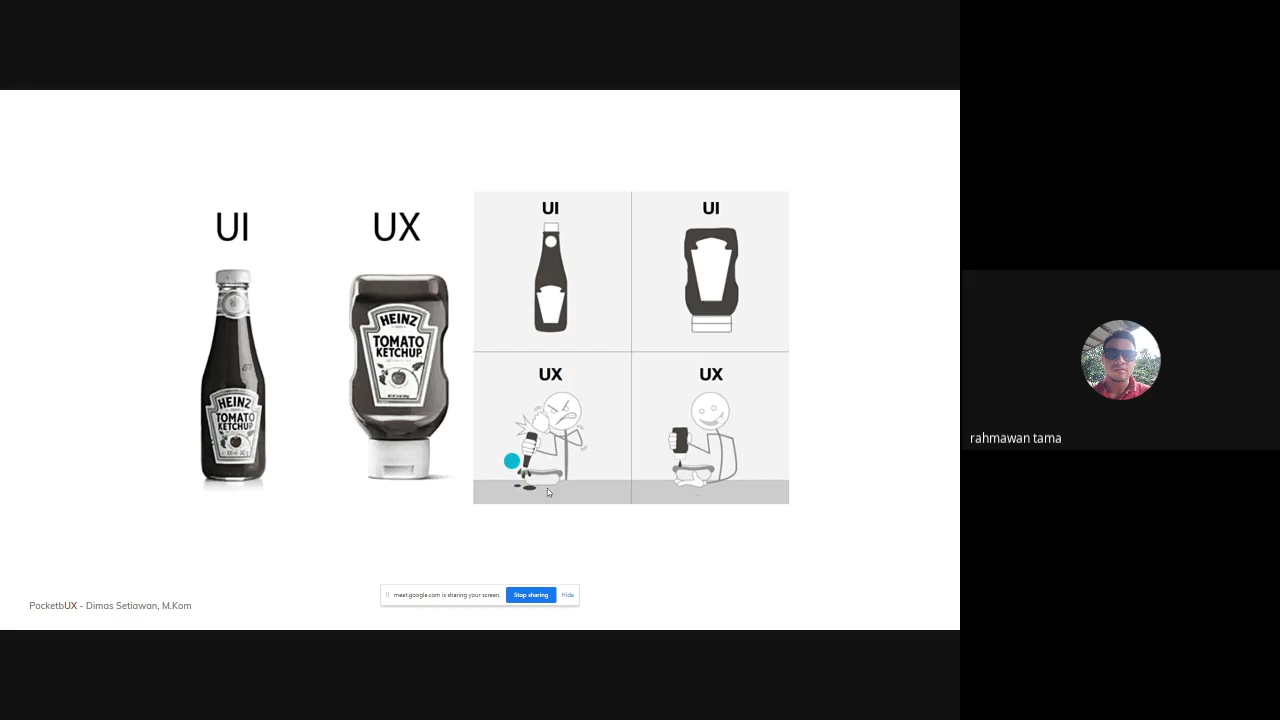 UI
UX
HEINZ
TOMATO
KETCHUP
HEINZ
TOMATO
KETCHUP
57
UI
UI
UX
UX
rahmawan tama
meet.google.com is sharing your screen.
Stop sharing
Hide
PocketbUX - Dimas Setiawan, M.Kom